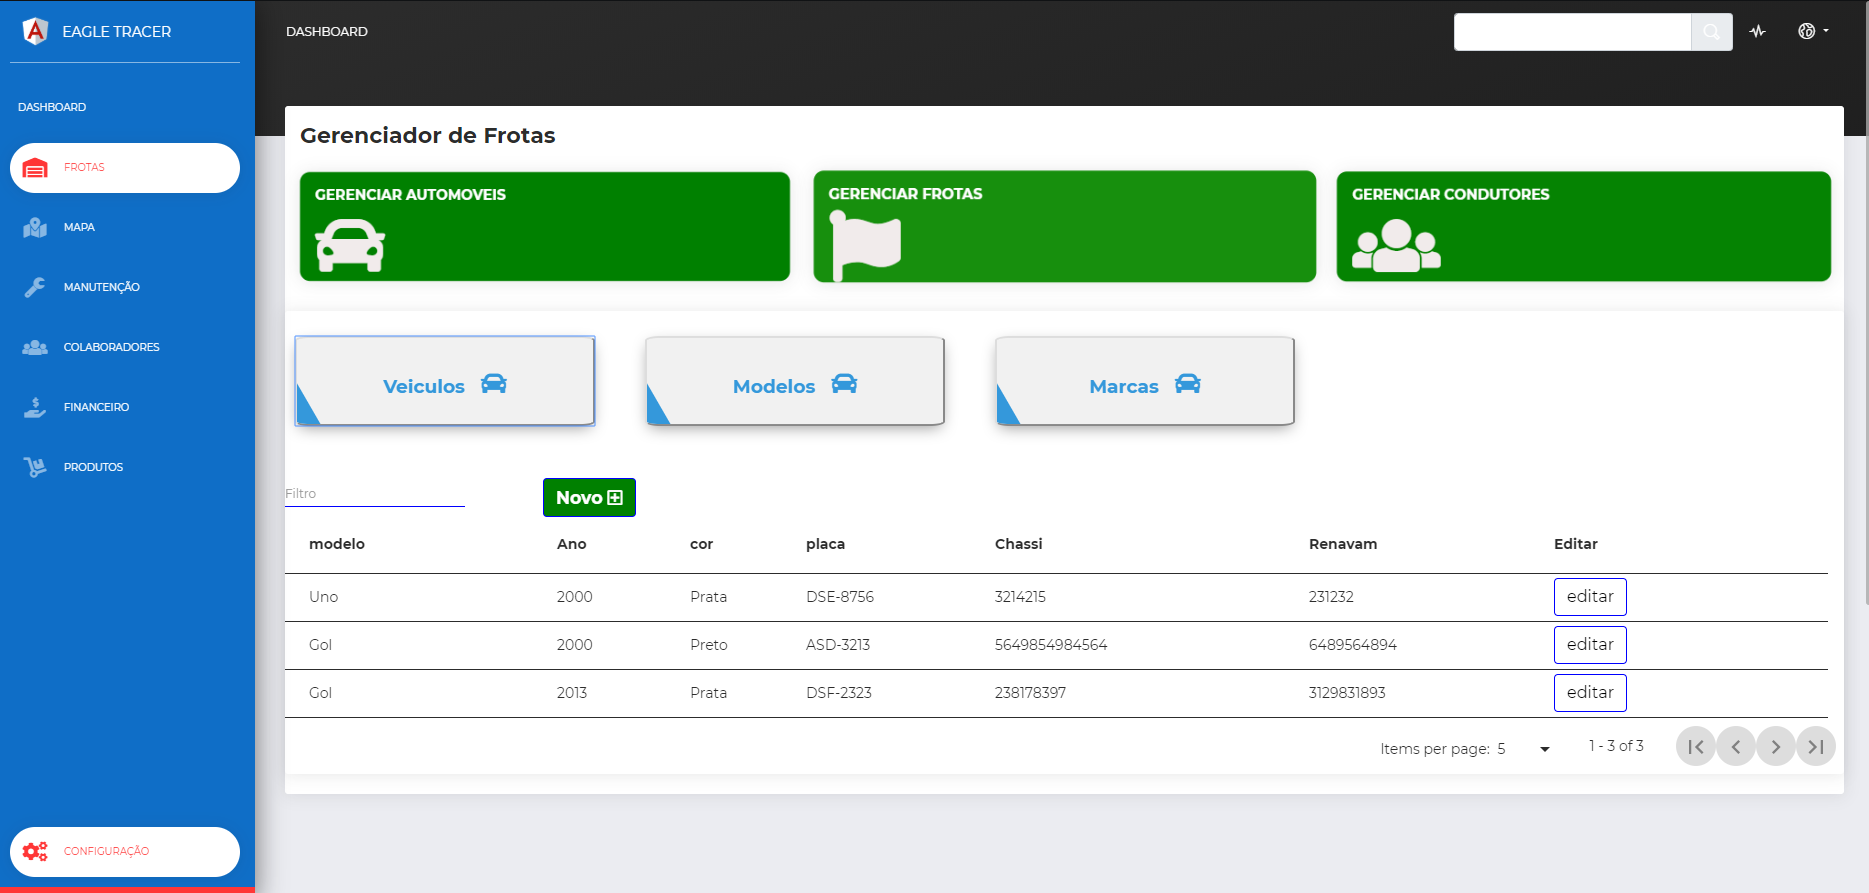 EAGLE TRACER
DASHBOARD
FROTAS
MAPA
MANUTENÇÃO
COLABORADORES
FINANCEIRO
PRODUTOS
CONFIGURAÇÃO
DASHBOARD
Gerenciador de Frotas
GERENCIAR AUTOMOVEIS
GERENCIAR FROTAS
GERENCIAR CONDUTORES
Veiculos
Modelos
Marcas
Filtro
Novo
modelo Ano cor placa Chassi Renavam Editar
Uno 2000 Prata DSE-8756 3214215 231232 editar
Gol 2000 Preto ASD-3213 5649854984564 6489564894 editar
Gol 2013 Prata DSF-2323 238178397 3129831893 editar
Items per page: 5 1 - 3 of 3